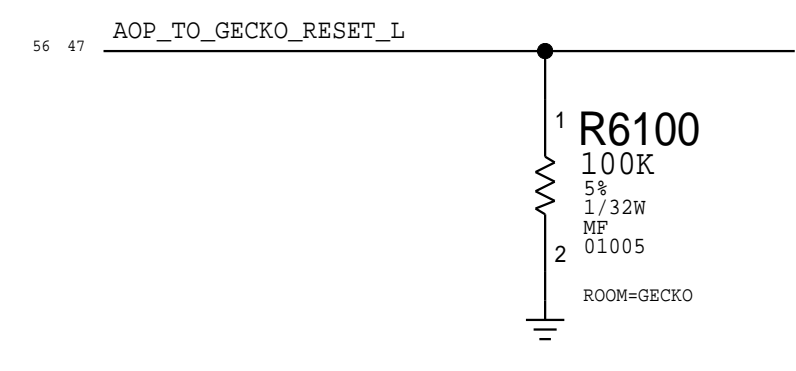 AOP_TO_GECKO_RESET_L
56 47
1
R6100
100K
5%
1/32W
MF
2
01005
ROOM=GECKO